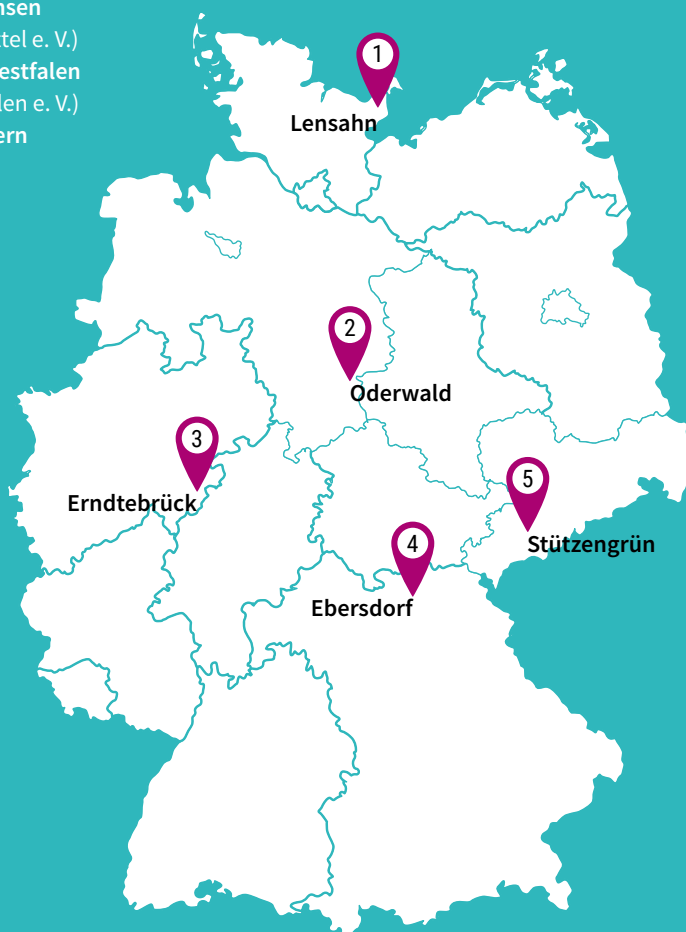 nsen
tel e. V.)
estfalen
len e. V.)
ern
1
Lensahn
2
Oderwald
3
Erndtebrück
5
Stützengrün
4
Ebersdorf